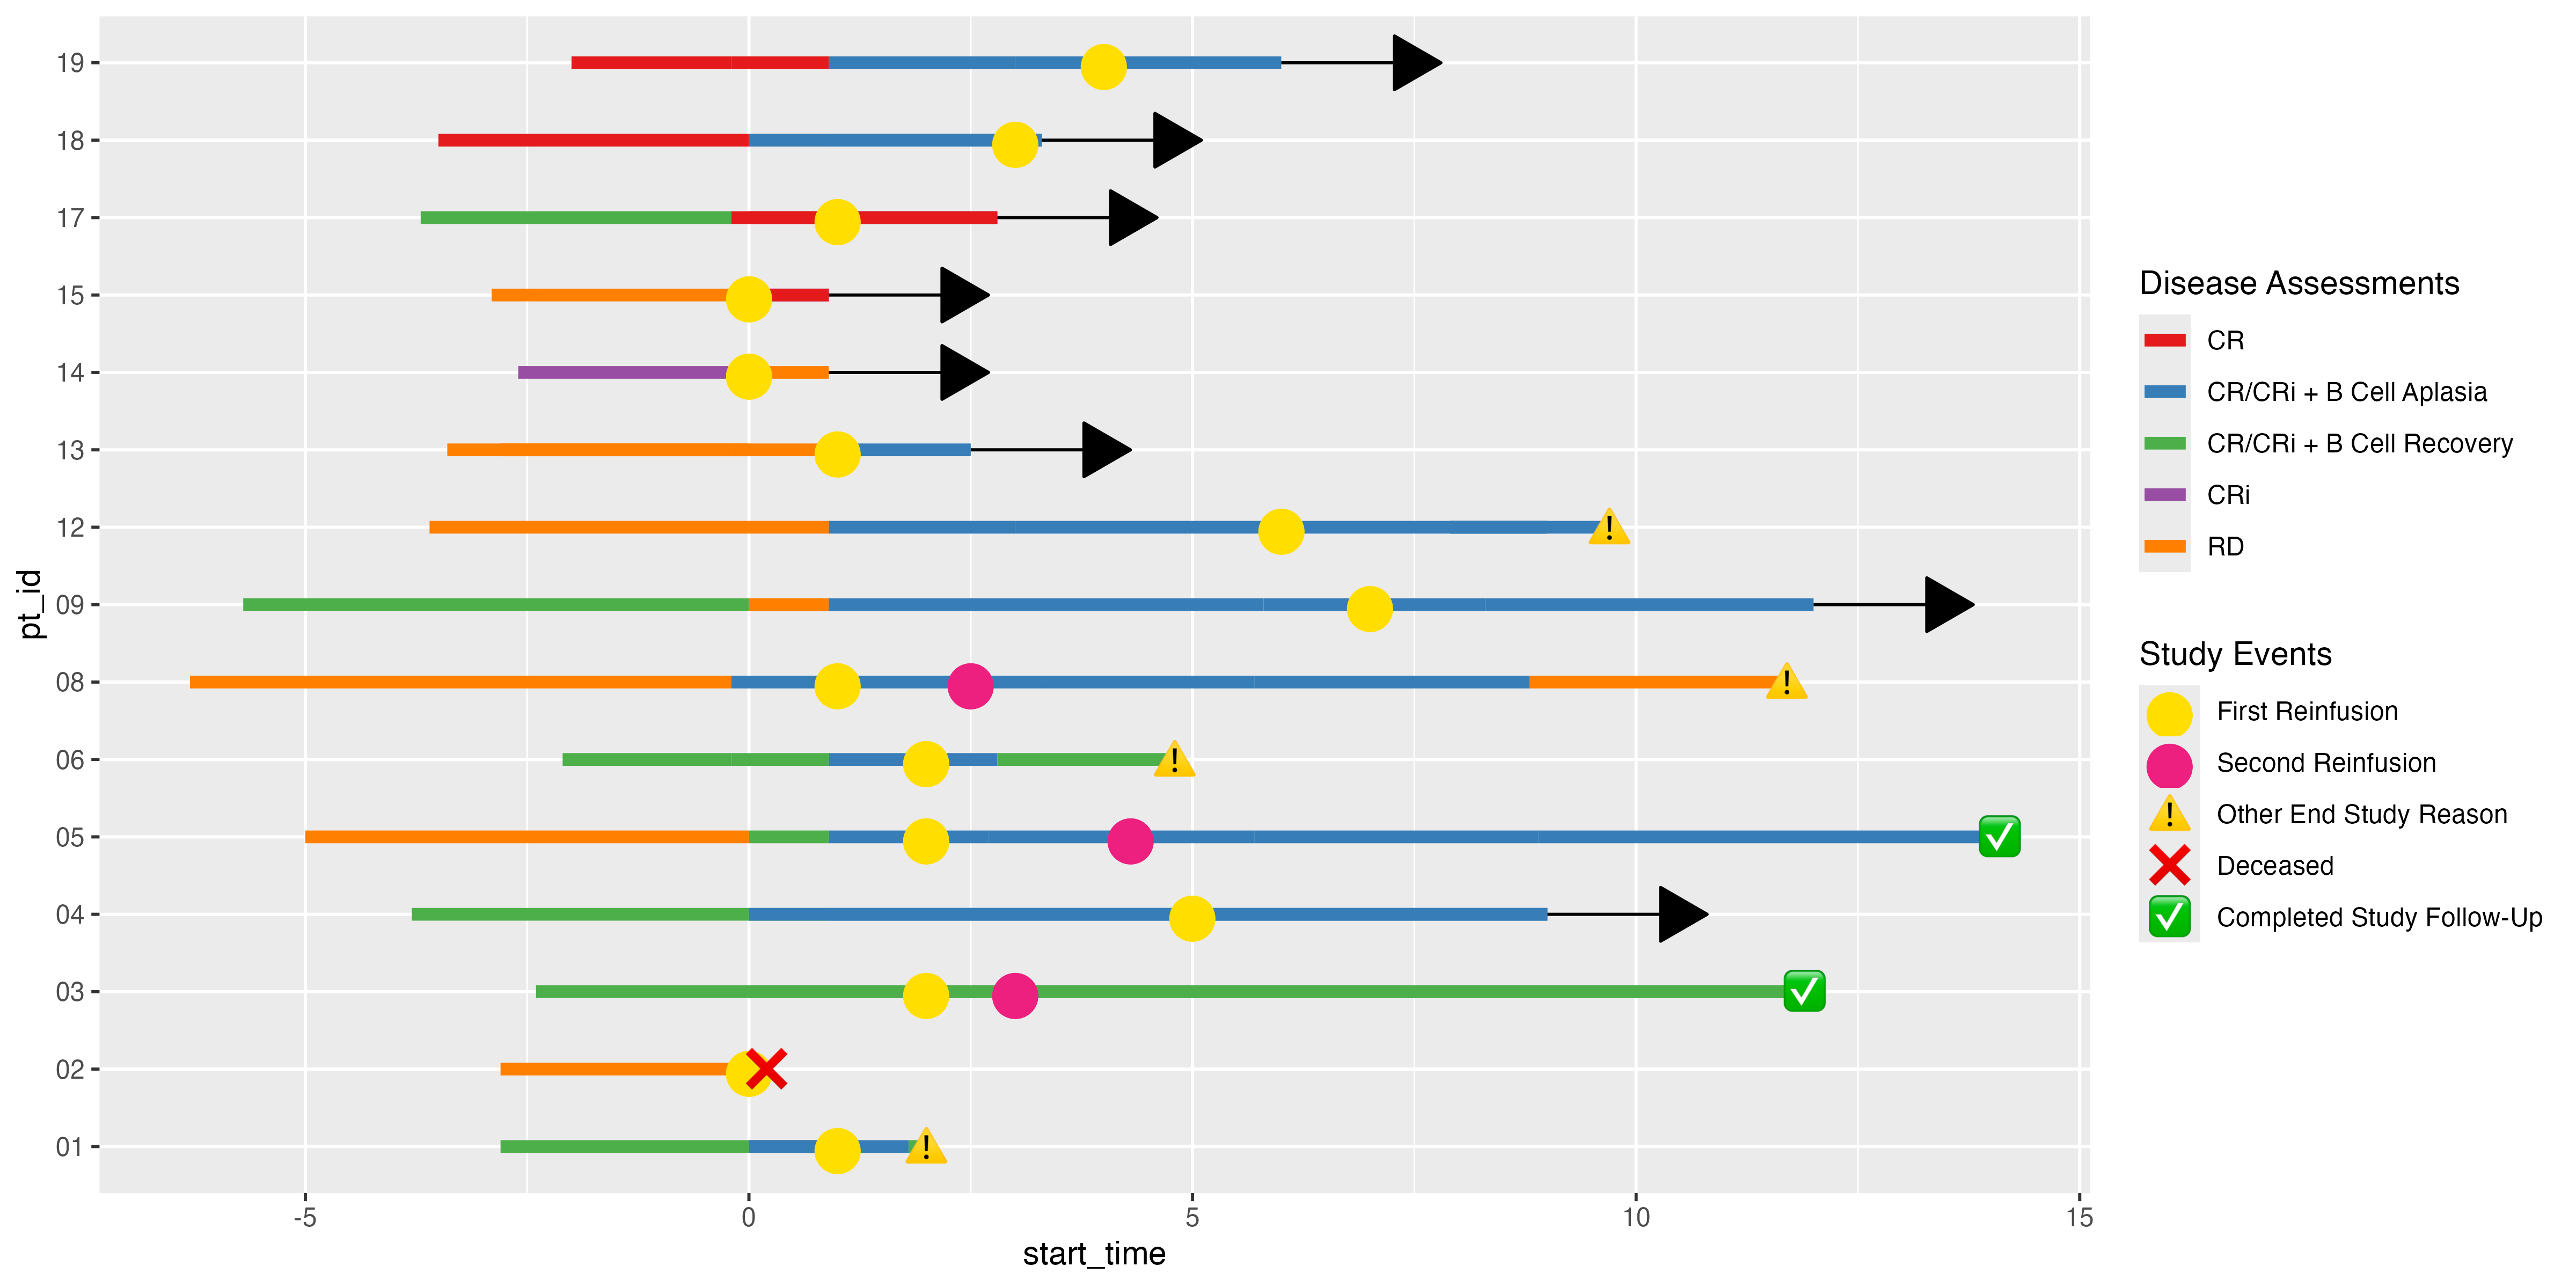 19
18
17
15
14
13
12
09
08
06
05
04
03
02
01
pt_id
-5
0
5
10
15
start_time
Disease Assessments
CR
CR/CRi + B Cell Aplasia
CR/CRi + B Cell Recovery
CRi
RD
Study Events
First Reinfusion
Second Reinfusion
Other End Study Reason
Deceased
Completed Study Follow-Up